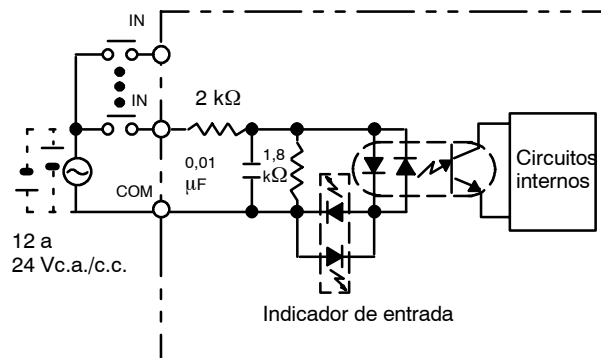 IN
IN
2 kΩ
0,01
μF
1,8
kΩ
COM
Circuitos
internos
12 a
24 Vc.a./c.c.
Indicador de entrada